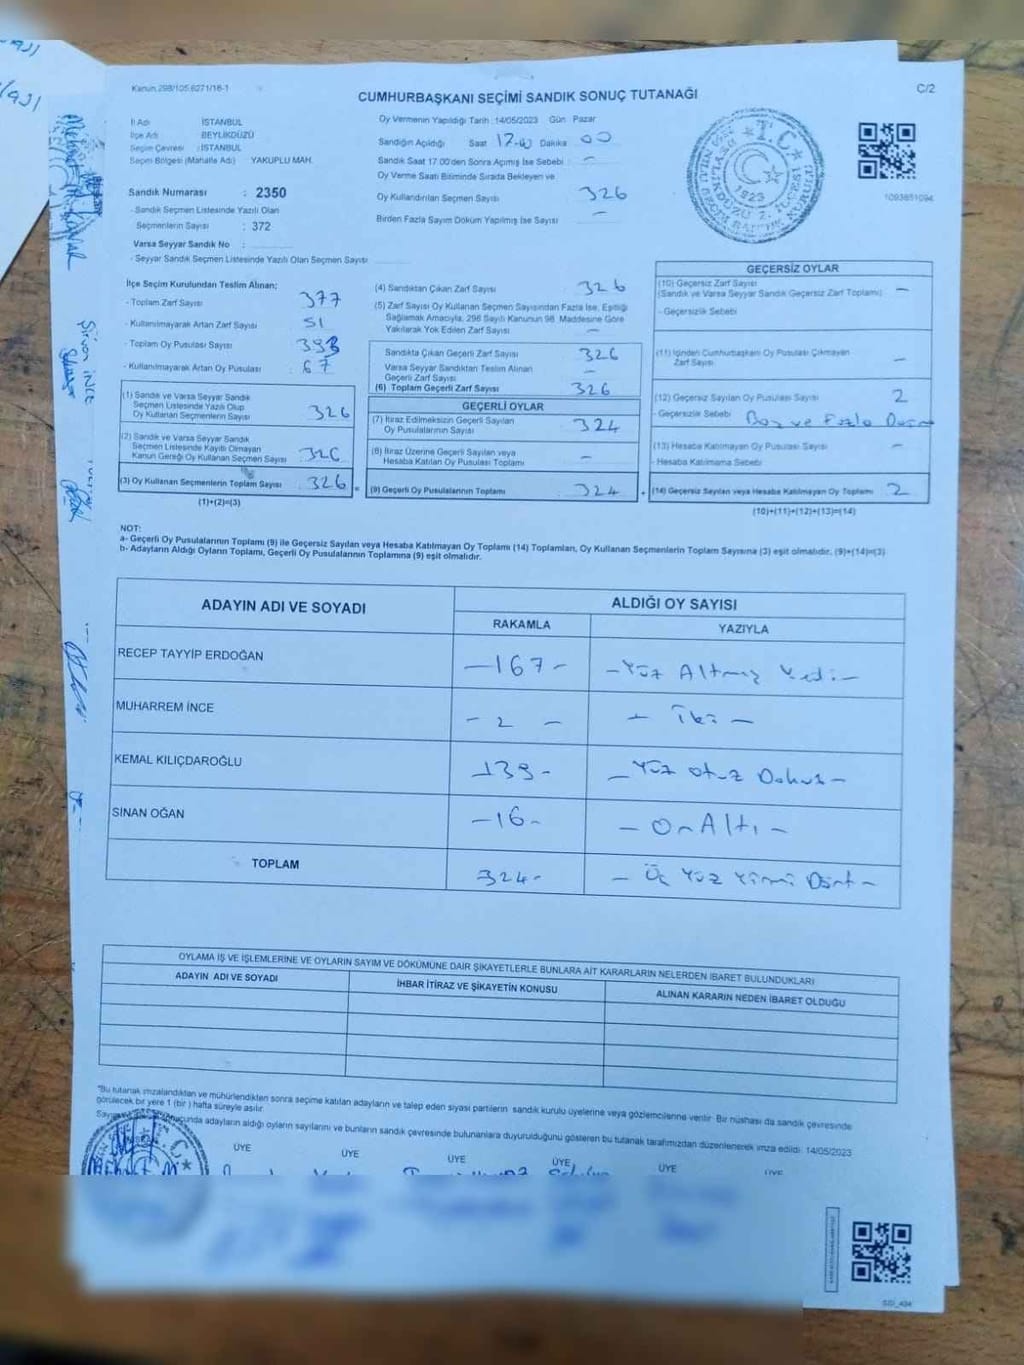 Kanun.298/105.6271/16-1
C/2
CUMHURBAŞKANI SEÇİMİ SANDIK SONUÇ TUTANAĞI
İl Adı İSTANBUL
İlçe Adı BEYLİKDÜZÜ
Seçim Çevresi : İSTANBUL
Seçim Bölgesi (Mahalle Adı) YAKUPLU MAH.
Sandık Numarası : 2350
- Sandık Seçmen Listesinde Yazılı Olan
Seçmenlerin Sayısı : 372
Varsa Seyyar Sandık No :
- Seyyar Sandık Seçmen Listesinde Yazılı Olan Seçmen Sayısı
Oy Vermenin Yapıldığı Tarih : 14/05/2023 Gün Pazar
Sandığın Açıldığı Saat 17.00 Dakika 00
Sandık Saat 17.00'den Sonra Açımış İse Sebebi : -
Oy Verme Saati Bitiminde Sırada Bekleyen ve
Oy Kullandırılan Seçmen Sayısı 326
Birden Fazla Sayım Döküm Yapılmış İse Sayısı -
1093851094
İlçe Seçim Kurulundan Teslim Alınan;
- Toplam Zarf Sayısı : 377
- Kullanılmayarak Artan Zarf Sayısı : 51
- Toplam Oy Pusulası Sayısı : 393
- Kullanılmayarak Artan Oy Pusulası : 67
(1) Sandık ve Varsa Seyyar Sandık
Seçmen Listesinde Yazılı Olup
Oy Kullanan Seçmenlerin Sayısı 326
(2) Sandık ve Varsa Seyyar Sandık
Seçmen Listesinde Kayıtlı Olmayan
Kanun Gereği Oy Kullanan Seçmen Sayısı 326
(3) Oy Kullanan Seçmenlerin Toplam Sayısı 326
(1)+(2)=(3)
(4) Sandıktan Çıkan Zarf Sayısı : 326
(5) Zarf Sayısı Oy Kullanan Seçmen Sayısından Fazla İse, Eşitliği
Sağlamak Amacıyla, 298 Sayılı Kanunun 98. Maddesine Göre
Yakılarak Yok Edilen Zarf Sayısı -
Sandıkta Çıkan Geçerli Zarf Sayısı : 326
Varsa Seyyar Sandıktan Teslim Alınan
Geçerli Zarf Sayısı -
(6) Toplam Geçerli Zarf Sayısı 326
GEÇERLİ OYLAR
(7) İtiraz Edilmeksizin Geçerli Sayılan
Oy Pusulalarının Sayısı : 324
(8) İtiraz Üzerine Geçerli Sayılan veya
Hesaba Katılan Oy Pusulası Toplamı : -
= (9) Geçerli Oy Pusulalarının Toplamı : 324
GEÇERSİZ OYLAR
(10) Geçersiz Zarf Sayısı
(Sandık ve Varsa Seyyar Sandık Geçersiz Zarf Toplamı) : -
- Geçersizlik Sebebi
(11) İçinden Cumhurbaşkanı Oy Pusulası Çıkmayan
Zarf Sayısı -
(12) Geçersiz Sayılan Oy Pusulası Sayısı 2
- Geçersizlik Sebebi Boş ve Fazla
(13) Hesaba Katılmayan Oy Pusulası Sayısı -
- Hesaba Katılmama Sebebi
+ (14) Geçersiz Sayılan veya Hesaba Katılmayan Oy Toplamı 2
(10)+(11)+(12)+(13)=(14)
NOT:
a- Geçerli Oy Pusulalarının Toplamı (9) ile Geçersiz Sayılan veya Hesaba Katılmayan Oy Toplamı (14) Toplamları, Oy Kullanan Seçmenlerin Toplam Sayısına (3) eşit olmalıdır. (9)+(14)=(3)
b- Adayların Aldığı Oyların Toplamı, Geçerli Oy Pusulalarının Toplamına (9) eşit olmalıdır.
ADAYIN ADI VE SOYADI
ALDIĞI OY SAYISI
RAKAMLA YAZIYLA
RECEP TAYYİP ERDOĞAN -167- -Yüz Altmış Yedi-
MUHARREM İNCE - 2 - - İki -
KEMAL KILIÇDAROĞLU -139- -Yüz Otuz Dokuz-
SİNAN OĞAN -16- - On Altı -
TOPLAM 324- - Üç Yüz Yirmi Dört -
OYLAMA İŞ VE İŞLEMLERİNE VE OYLARIN SAYIM VE DÖKÜMÜNE DAİR ŞİKAYETLERLE BUNLARA AİT KARARLARIN NELERDEN İBARET BULUNDUKLARI
ADAYIN ADI VE SOYADI İHBAR İTİRAZ VE ŞİKAYETİN KONUSU ALINAN KARARIN NEDEN İBARET OLDUĞU
*Bu tutanak imzalandıktan ve mühürlendikten sonra seçime katılan adayların ve talep eden siyasi partilerin sandık kurulu üyelerine veya gözlemcilerine verilir. Bir nüshası da sandık çevresinde
görülecek bir yere 1 (bir) hafta süreyle asılır.
adayların aldığı oyların sayılarını ve bunların sandık çevresinde bulunanlara duyurulduğunu gösteren bu tutanak tarafımızdan düzenlenerek imza edildi. 14/05/2023
ÜYE ÜYE ÜYE ÜYE ÜYE ÜYE